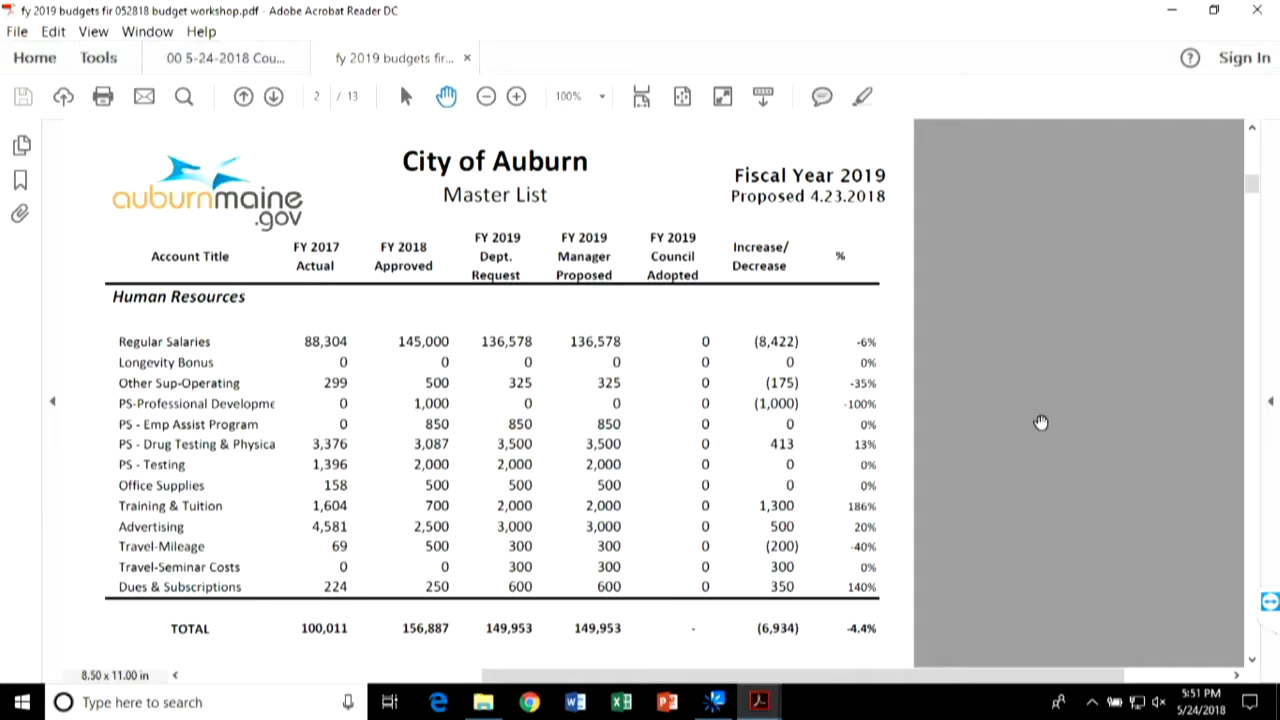 fy 2019 budgets fir 052818 budget workshop.pdf - Adobe Acrobat Reader DC
File Edit View Window Help
Home Tools 00 5-24-2018 Cou... fy 2019 budgets fir... × Sign In
2 / 13 100%
auburnmaine.gov
City of Auburn
Master List
Fiscal Year 2019
Proposed 4.23.2018
Account Title FY 2017 Actual FY 2018 Approved FY 2019 Dept. Request FY 2019 Manager Proposed FY 2019 Council Adopted Increase/ Decrease %
Human Resources
Regular Salaries 88,304 145,000 136,578 136,578 0 (8,422) -6%
Longevity Bonus 0 0 0 0 0 0 0%
Other Sup-Operating 299 500 325 325 0 (175) -35%
PS-Professional Developme 0 1,000 0 0 0 (1,000) -100%
PS - Emp Assist Program 0 850 850 850 0 0 0%
PS - Drug Testing & Physica 3,376 3,087 3,500 3,500 0 413 13%
PS - Testing 1,396 2,000 2,000 2,000 0 0 0%
Office Supplies 158 500 500 500 0 0 0%
Training & Tuition 1,604 700 2,000 2,000 0 1,300 186%
Advertising 4,581 2,500 3,000 3,000 0 500 20%
Travel-Mileage 69 500 300 300 0 (200) -40%
Travel-Seminar Costs 0 0 300 300 0 300 0%
Dues & Subscriptions 224 250 600 600 0 350 140%
TOTAL 100,011 156,887 149,953 149,953 - (6,934) -4.4%
8.50 x 11.00 in
Type here to search
5:51 PM
5/24/2018